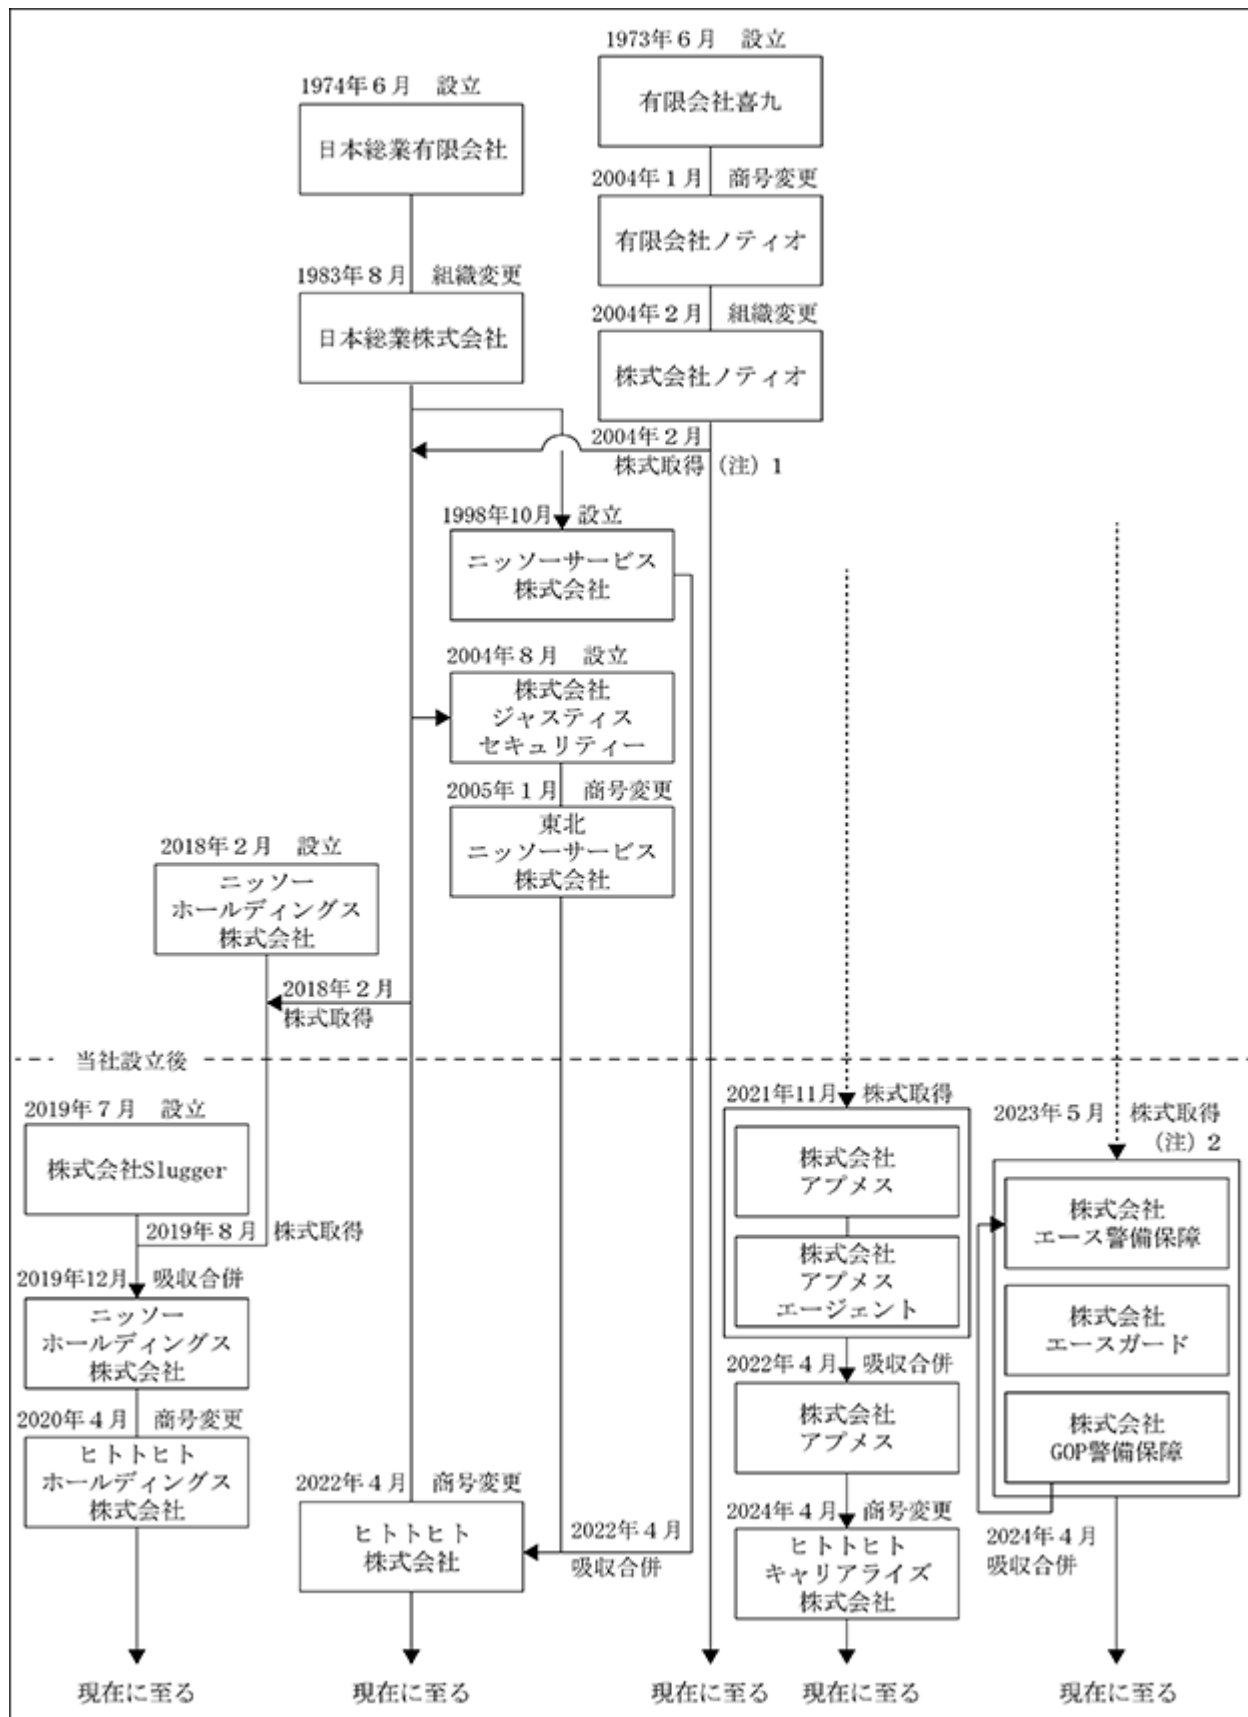 1973年６月　設立
有限会社喜九
1974年６月　設立
日本総業有限会社
2004年１月　商号変更
有限会社ノティオ
1983年８月　組織変更
日本総業株式会社
2004年２月　組織変更
株式会社ノティオ
2004年２月
株式取得（注）１
1998年10月　設立
ニッソーサービス
株式会社
2004年８月　設立
株式会社
ジャスティス
セキュリティー
2005年１月　商号変更
東北
ニッソーサービス
株式会社
2018年２月　設立
ニッソー
ホールディングス
株式会社
2018年２月
株式取得
当社設立後
2019年７月　設立
株式会社Slugger
2019年８月　株式取得
2019年12月　吸収合併
ニッソー
ホールディングス
株式会社
2020年４月　商号変更
ヒトトヒト
ホールディングス
株式会社
2022年４月　商号変更
ヒトトヒト
株式会社
2022年４月
吸収合併
2021年11月　株式取得
株式会社
アプメス
株式会社
アプメス
エージェント
2022年４月　吸収合併
株式会社
アプメス
2024年４月　商号変更
ヒトトヒト
キャリアライズ
株式会社
2023年５月　株式取得
（注）２
株式会社
エース警備保障
株式会社
エースガード
株式会社
GOP警備保障
2024年４月
吸収合併
現在に至る
現在に至る
現在に至る
現在に至る
現在に至る